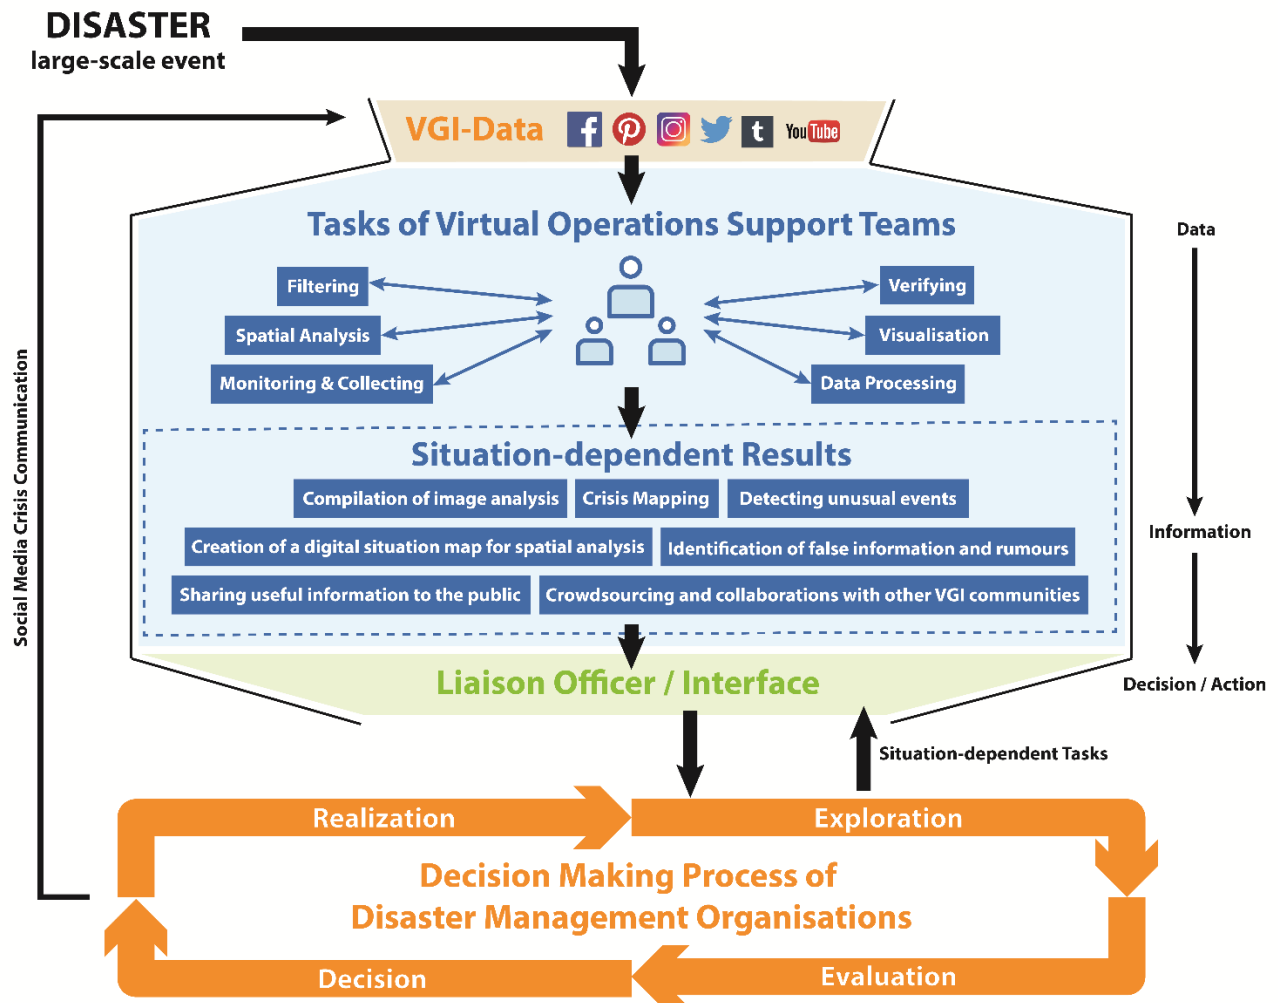 DISASTER
large-scale event
VGI-Data
f
t
YouTube
Tasks of Virtual Operations Support Teams
Filtering
Verifying
Spatial Analysis
Visualisation
Monitoring & Collecting
Data Processing
Situation-dependent Results
Compilation of image analysis
Crisis Mapping
Detecting unusual events
Creation of a digital situation map for spatial analysis
Identification of false information and rumours
Sharing useful information to the public
Crowdsourcing and collaborations with other VGI communities
Liaison Officer / Interface
Data
Information
Decision / Action
Social Media Crisis Communication
Situation-dependent Tasks
Realization
Exploration
Decision Making Process of
Disaster Management Organisations
Decision
Evaluation